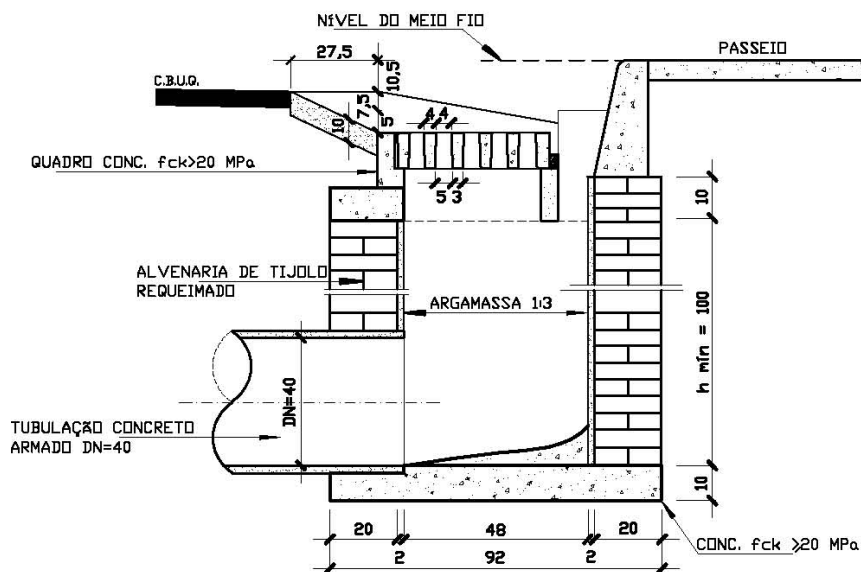 NÍVEL DO MEIO FIO
27,5
PASSEIO
C.B.U.Q.
10,5
7,5
10
5
4 4
QUADRO CONC. fck>20 MPa
5 3
10
ALVENARIA DE TIJOLO
REQUEIMADO
ARGAMASSA 1:3
h mín = 100
DN=40
TUBULAÇÃO CONCRETO
ARMADO DN=40
10
20 48 20
2 92 2
CONC. fck >20 MPa